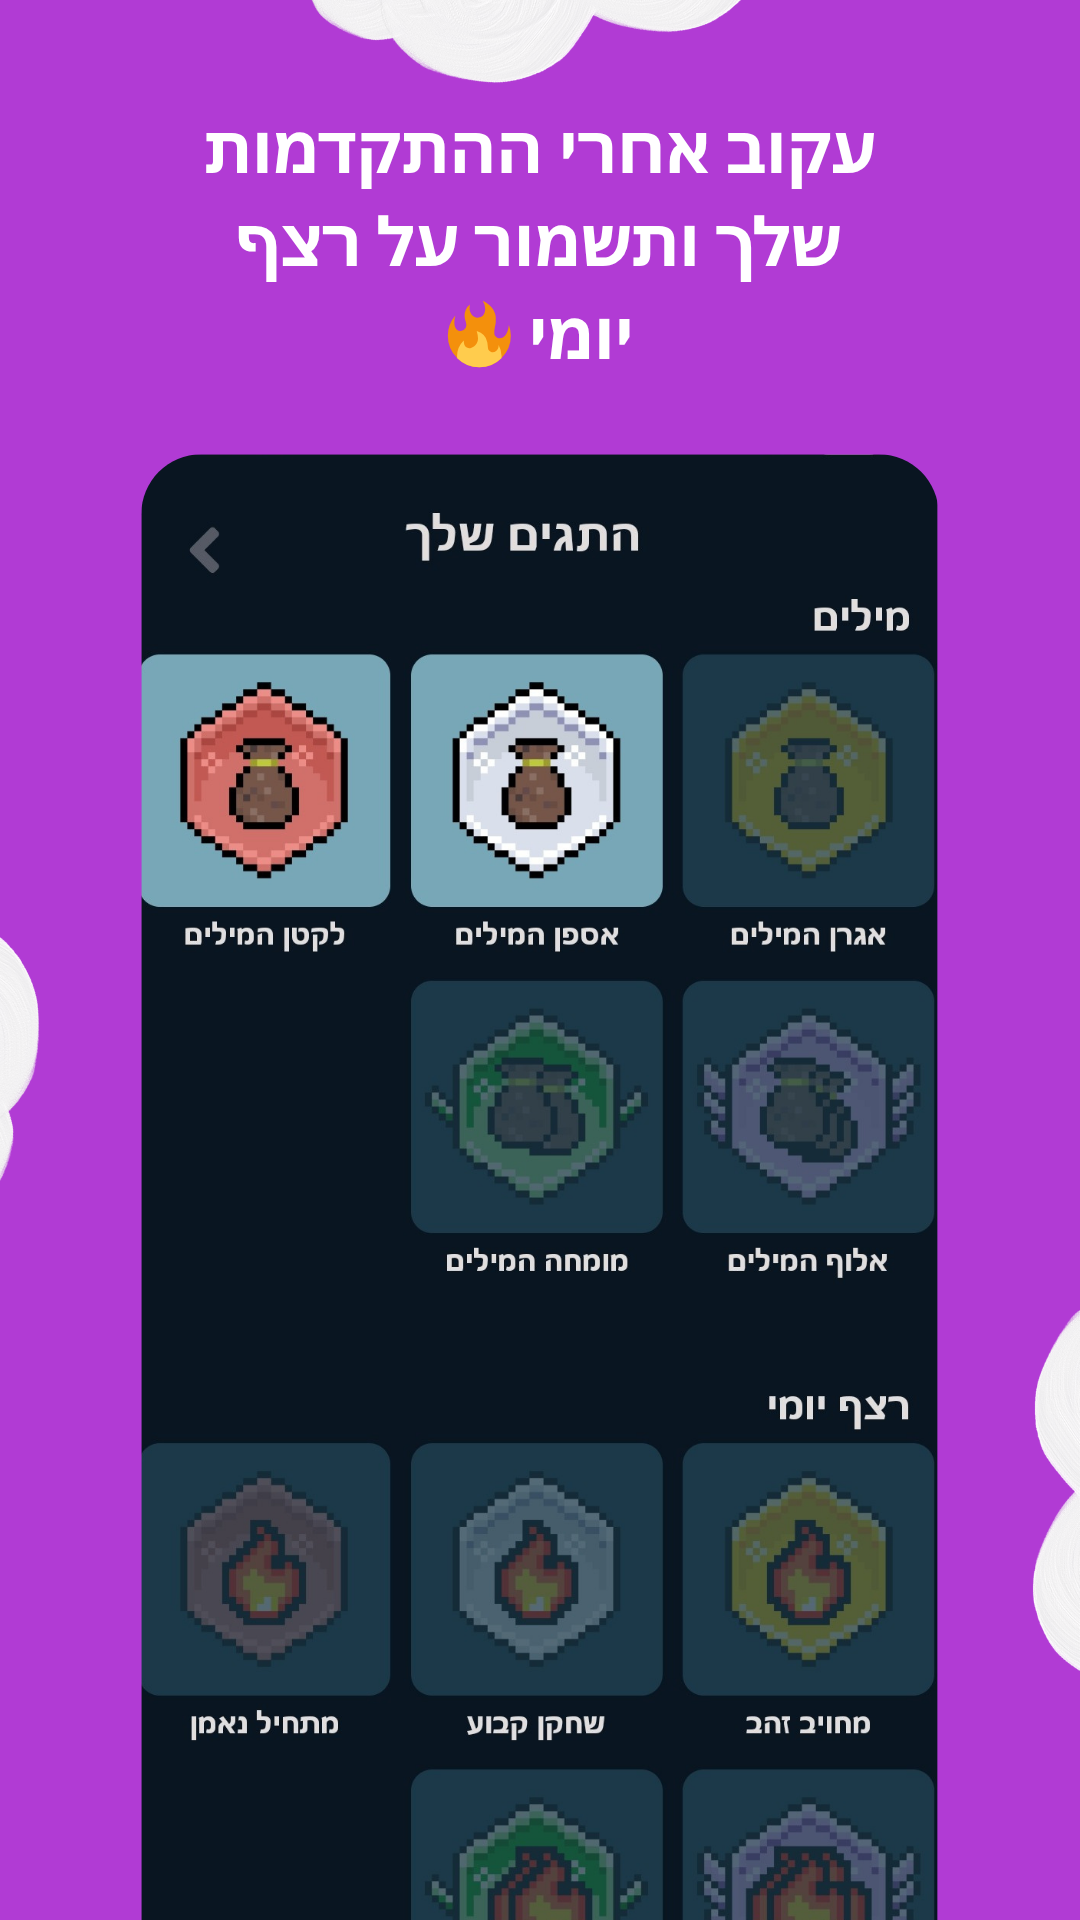 עקוב אחרי ההתקדמות
שלך ותשמור על רצף
יומי 🔥
התגים שלך
מילים
אגרן המילים
אספן המילים
לקטן המילים
אלוף המילים
מומחה המילים
רצף יומי
מחויב זהב
שחקן קבוע
מתחיל נאמן